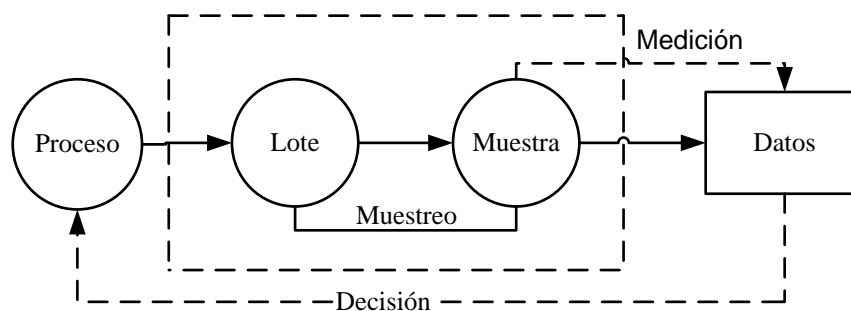 Medición
Proceso
Lote
Muestra
Datos
Muestreo
Decisión